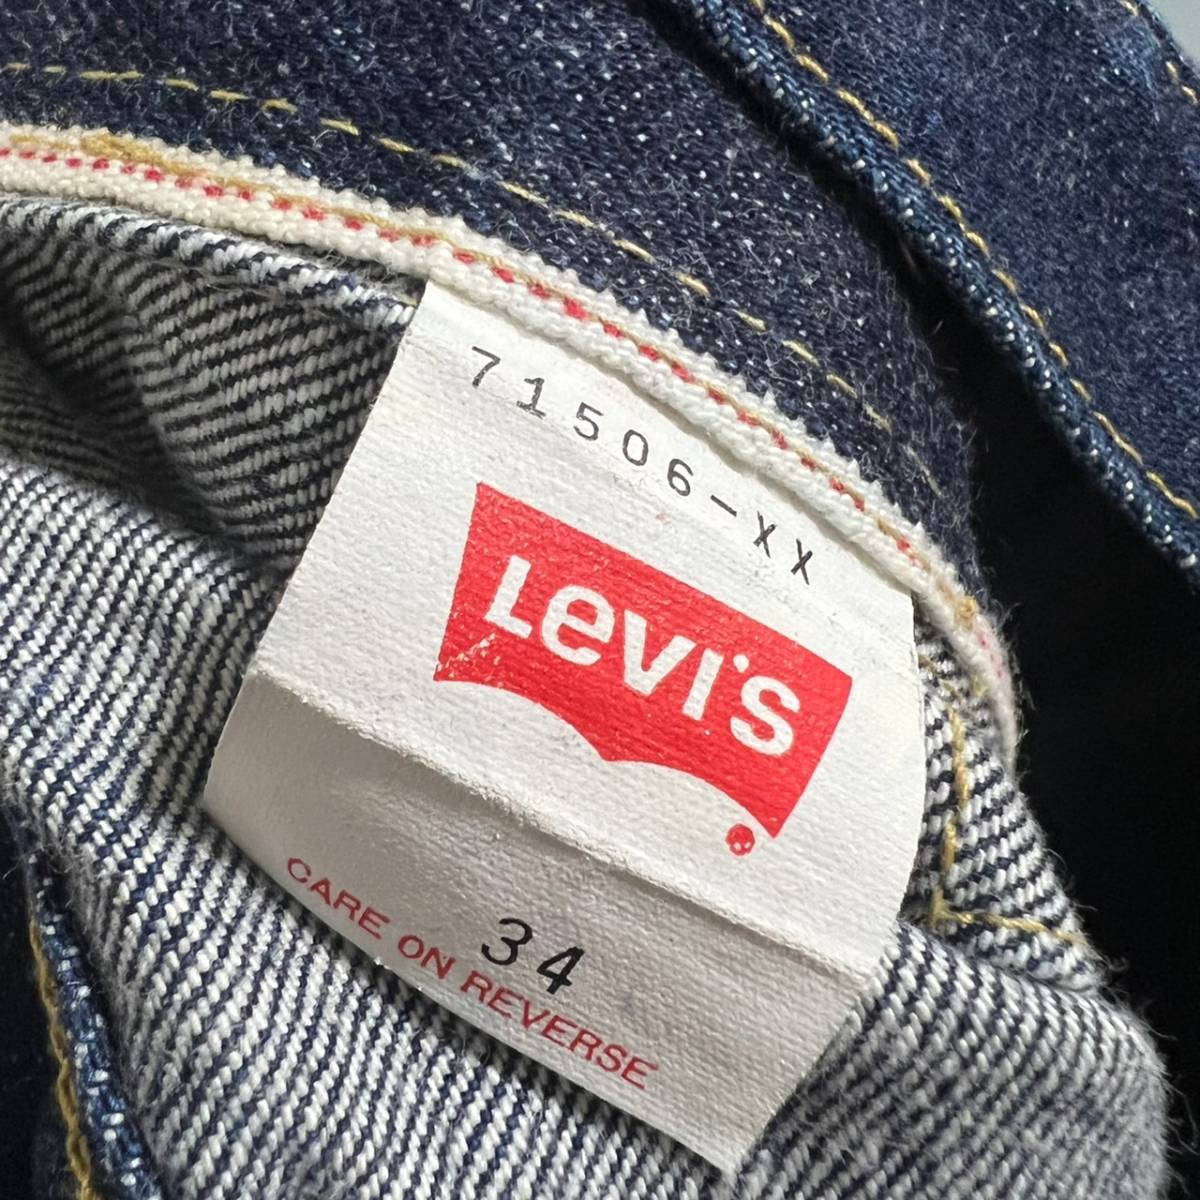 71506-XX
LEVI'S
34
CARE ON REVERSE